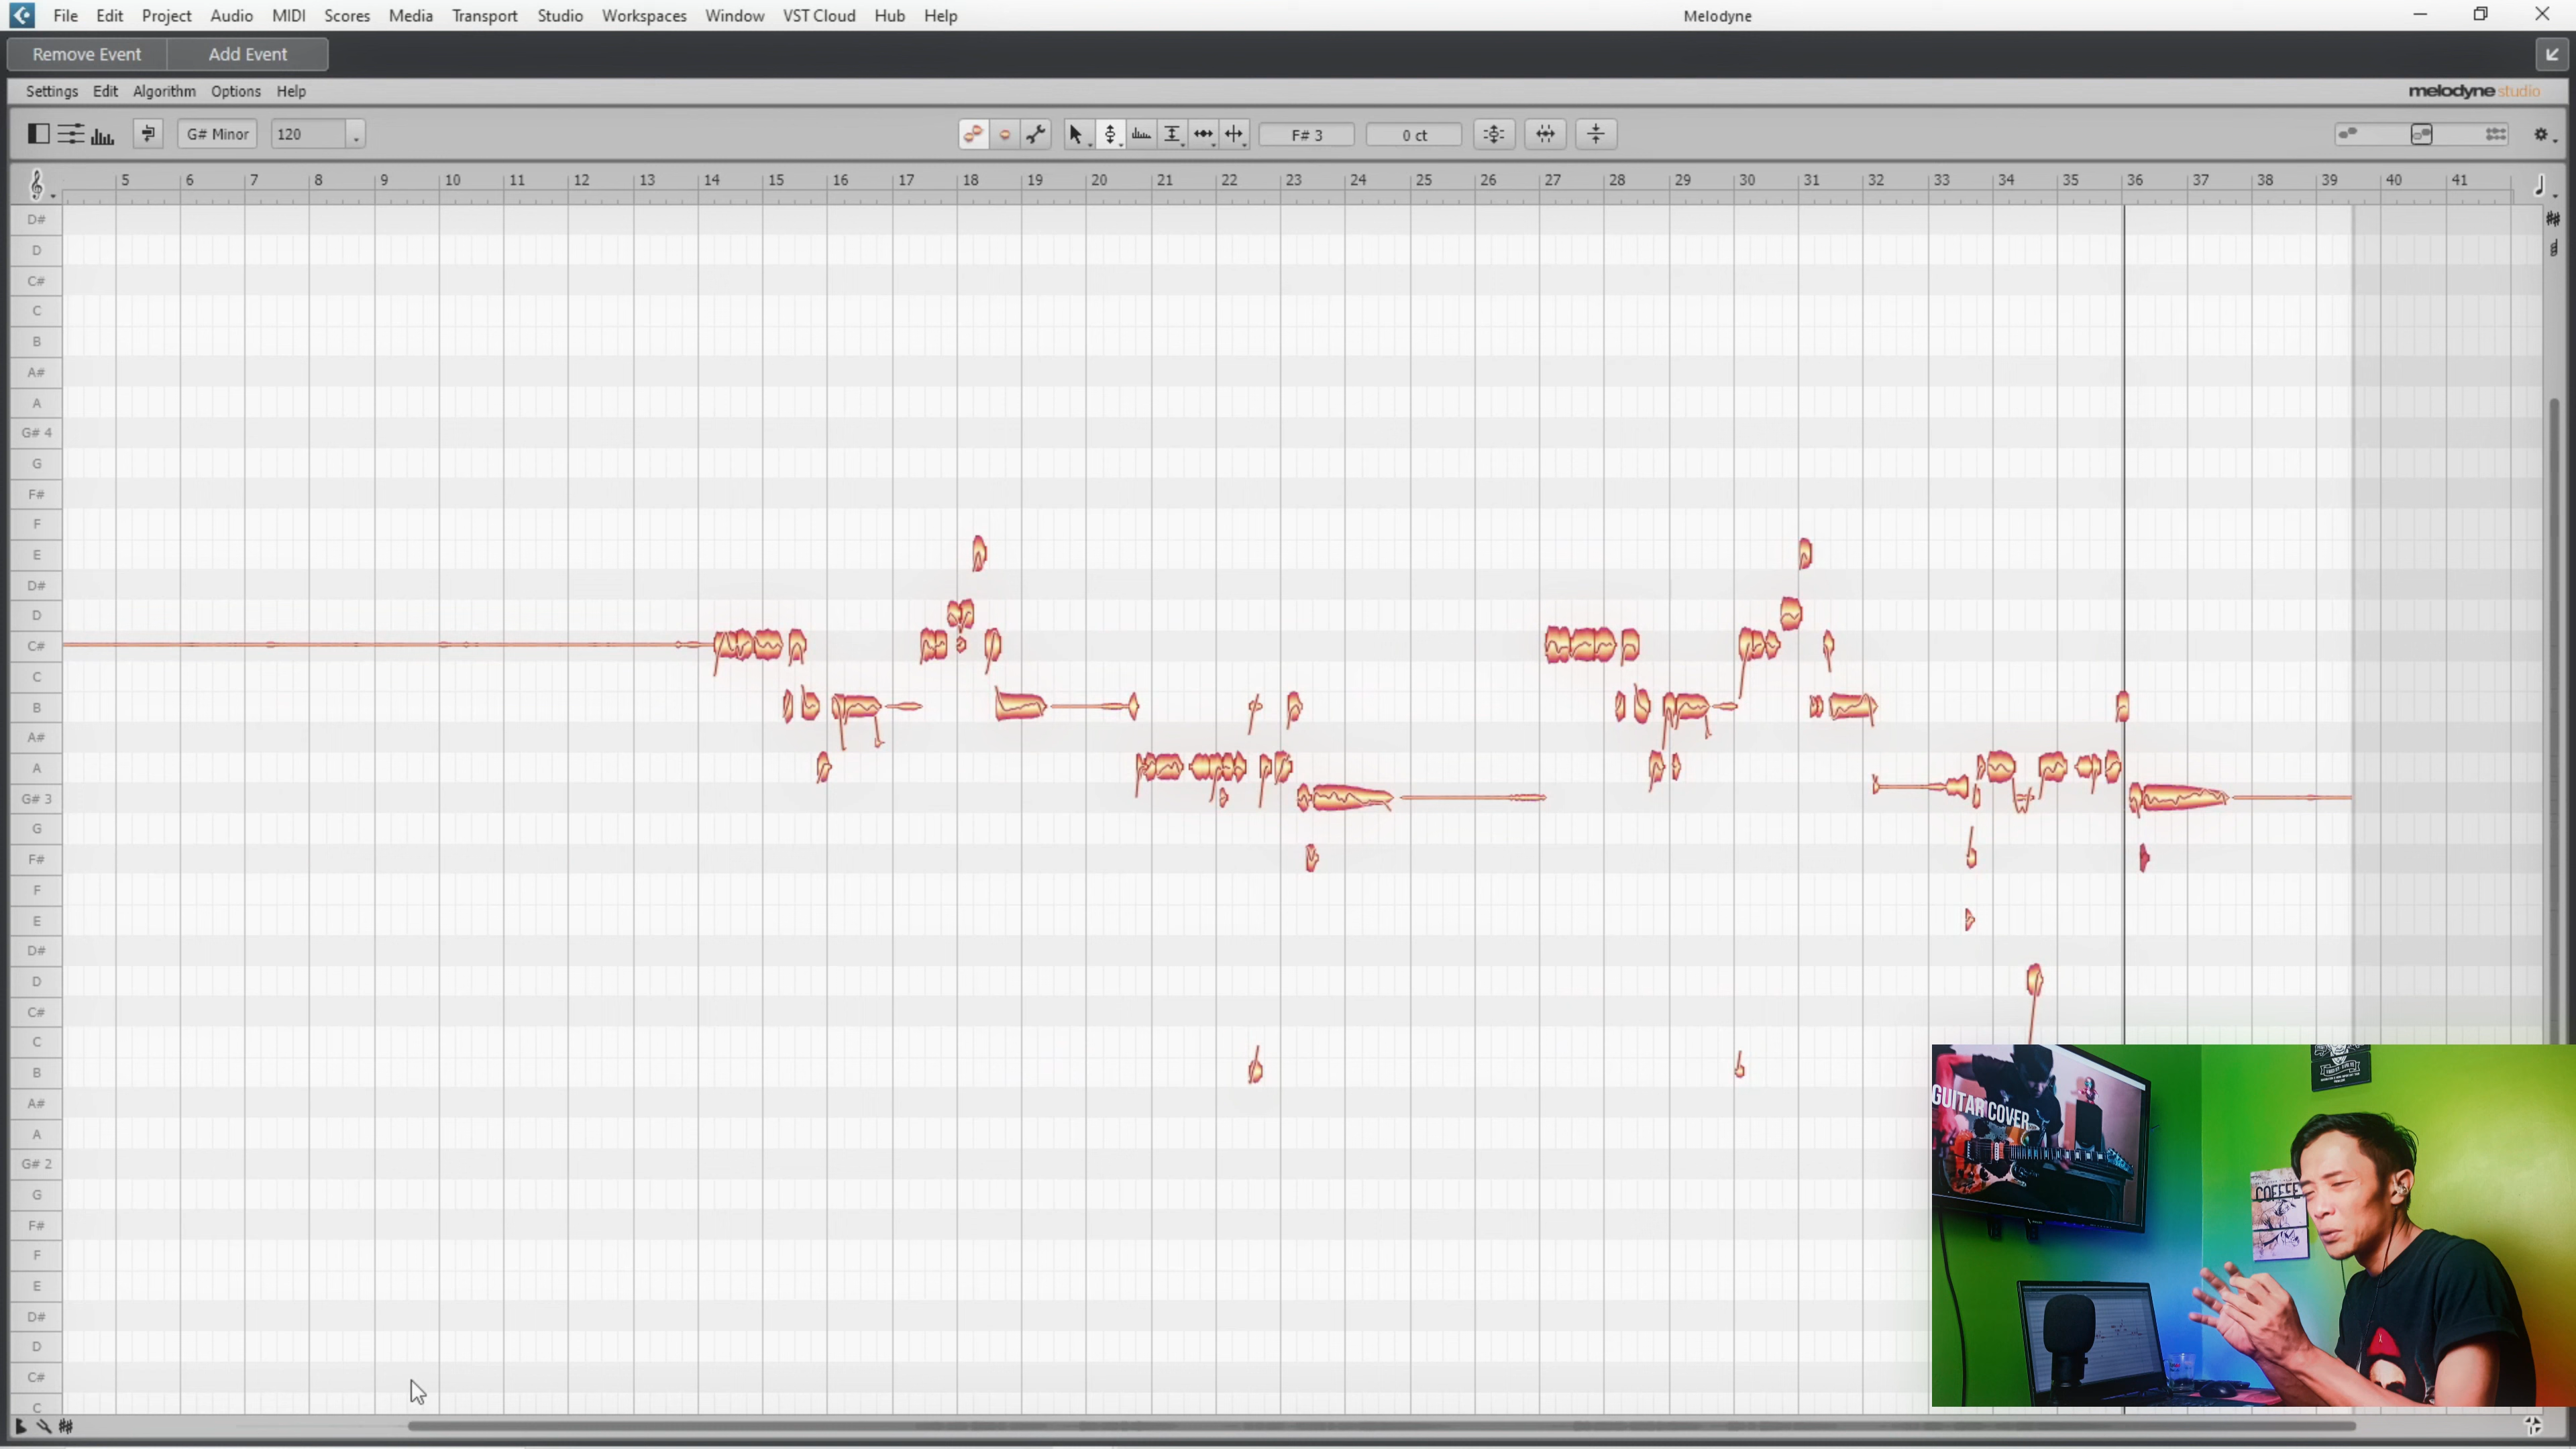 File Edit Project Audio MIDI Scores Media Transport Studio Workspaces Window VST Cloud Hub Help Melodyne
Remove Event Add Event
Settings Edit Algorithm Options Help melodyne studio
G# Minor 120 F# 3 0 ct
5 6 7 8 9 10 11 12 13 14 15 16 17 18 19 20 21 22 23 24 25 26 27 28 29 30 31 32 33 34 35 36 37 38 39 40 41
D#
D
C#
C
B
A#
A
G# 4
G
F#
F
E
D#
D
C#
C
B
A#
A
G# 3
G
F#
F
E
D#
D
C#
C
B
A#
A
G# 2
G
F#
F
E
D#
D
C#
C
GUITAR COVER
COFFEE